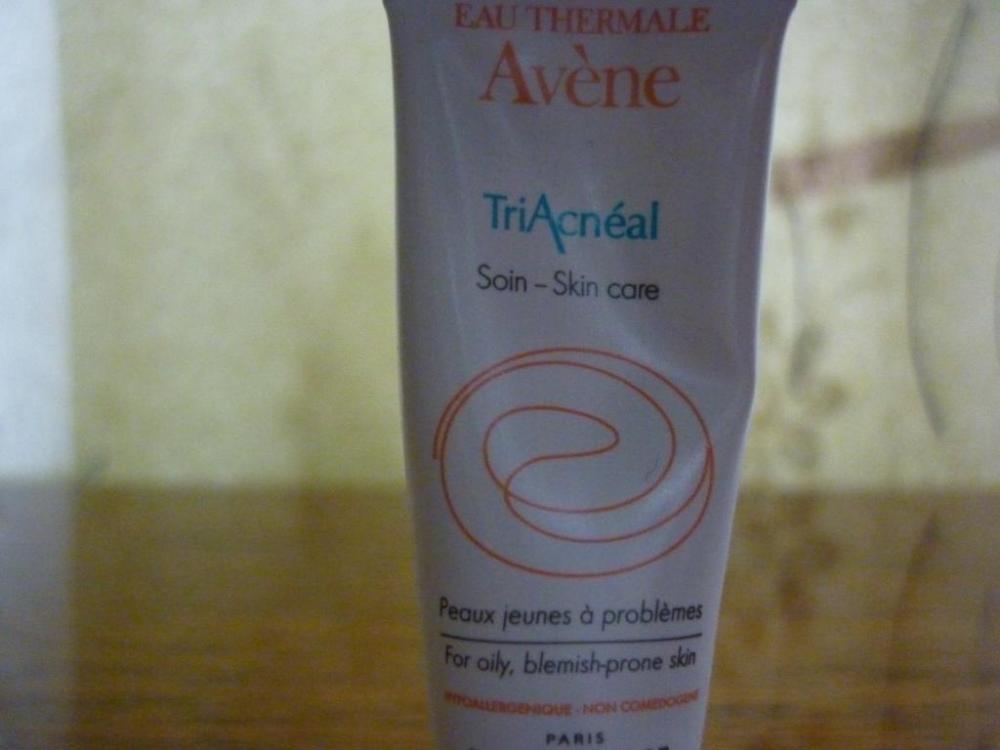 EAU THERMALE
Avène
TriAcnéal
Soin – Skin care
Peaux jeunes à problèmes
For oily, blemish-prone skin
HYPOALLERGENIQUE - NON COMEDOGENE
PARIS